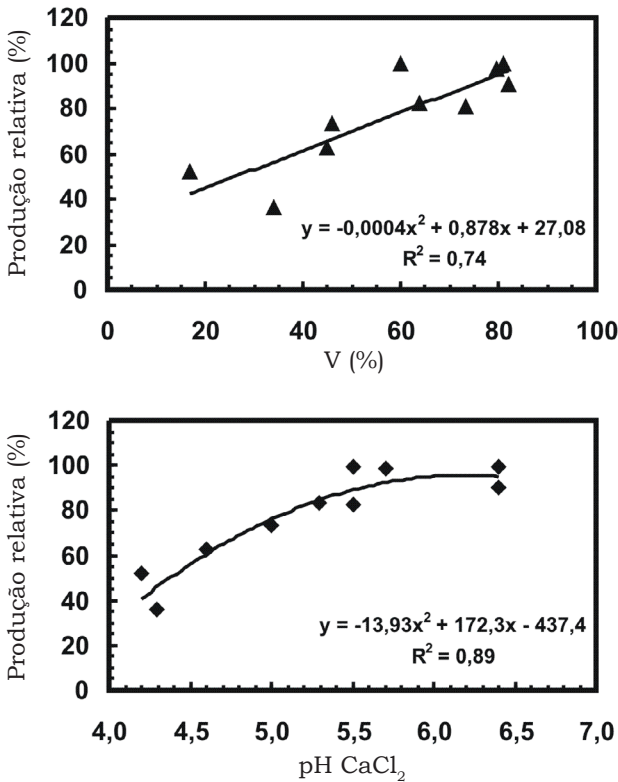 Produção relativa (%)
120
100
80
60
40
20
0
y = -0,0004x² + 0,878x + 27,08
R² = 0,74
0 20 40 60 80 100
V (%)
Produção relativa (%)
120
100
80
60
40
20
0
y = -13,93x² + 172,3x - 437,4
R² = 0,89
4,0 4,5 5,0 5,5 6,0 6,5 7,0
pH CaCl₂